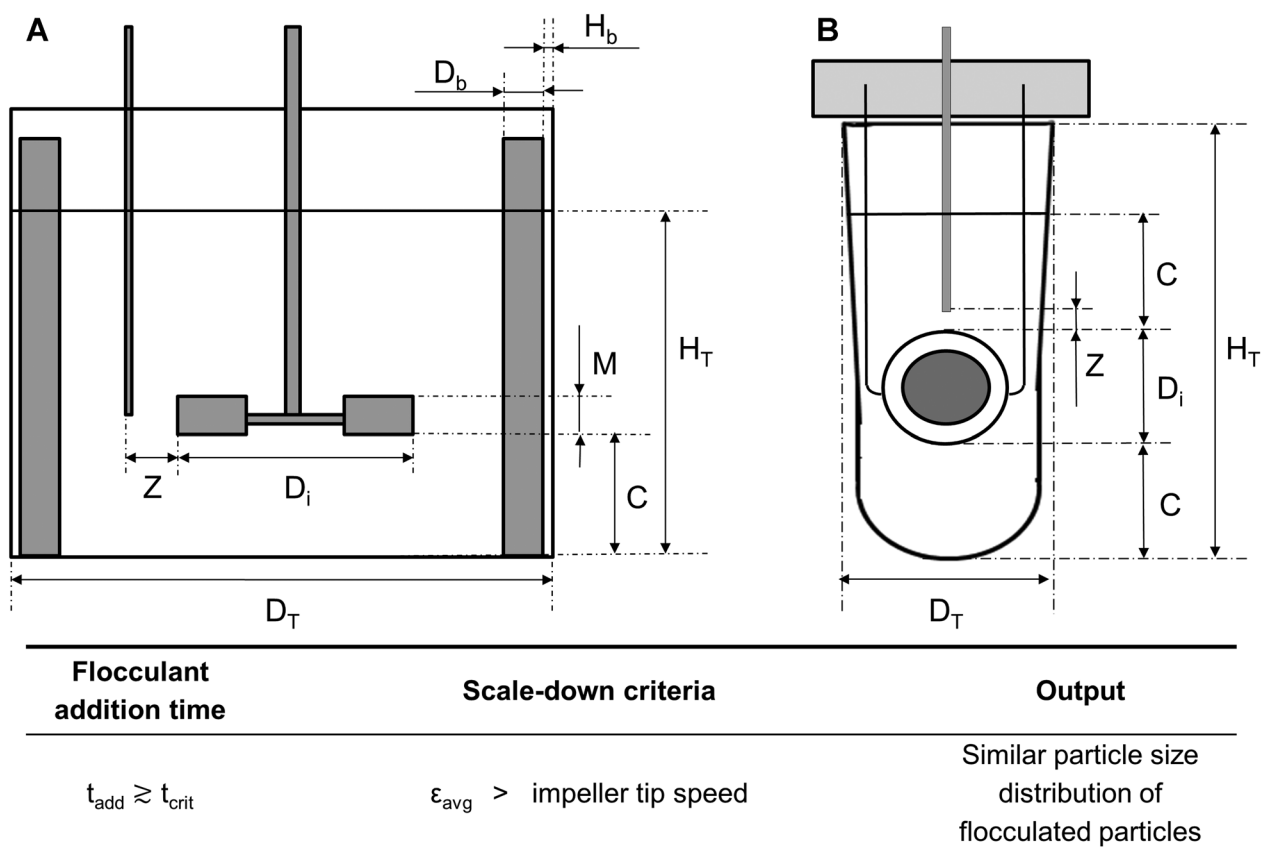 A
H_b
D_b
H_T
M
Z
D_i
C
D_T
B
C
H_T
Z
D_i
C
D_T
Flocculant
addition time
Scale-down criteria
Output
t_add ≳ t_crit
ε_avg > impeller tip speed
Similar particle size
distribution of
flocculated particles